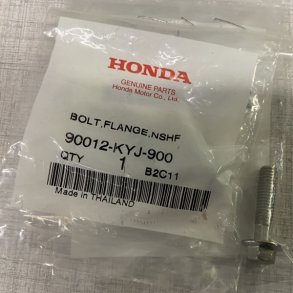 HONDA
GENUINE PARTS
Honda Motor Co., Ltd.
BOLT,FLANGE,NSHF
90012-KYJ-900
QTY 1 B2C11
Made in THAILAND